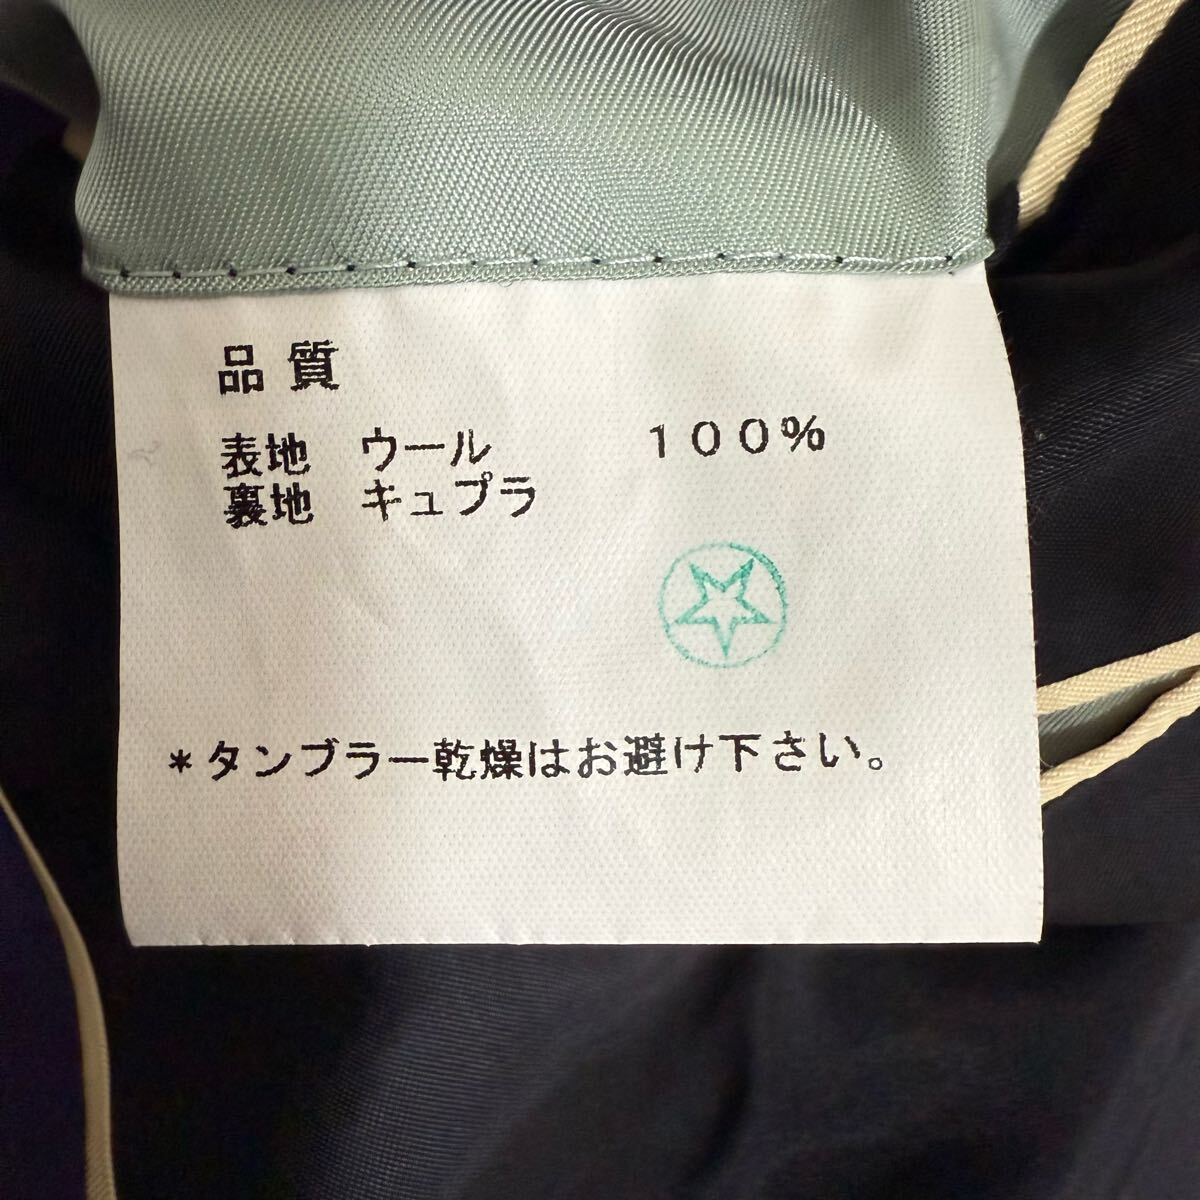 品質
表地 ウール 100%
裏地 キュプラ
*タンブラー乾燥はお避け下さい。